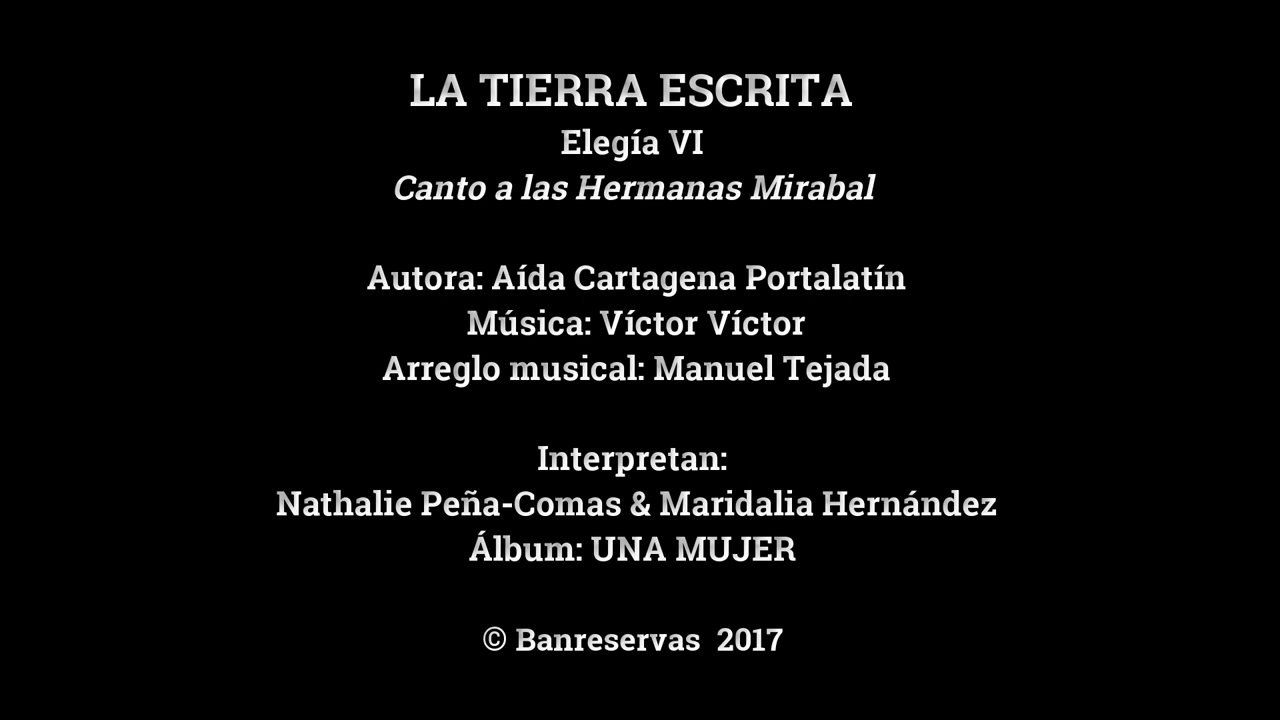 LA TIERRA ESCRITA
Elegía VI
Canto a las Hermanas Mirabal
Autora: Aída Cartagena Portalatín
Música: Víctor Víctor
Arreglo musical: Manuel Tejada
Interpretan:
Nathalie Peña-Comas & Maridalia Hernández
Álbum: UNA MUJER
© Banreservas 2017